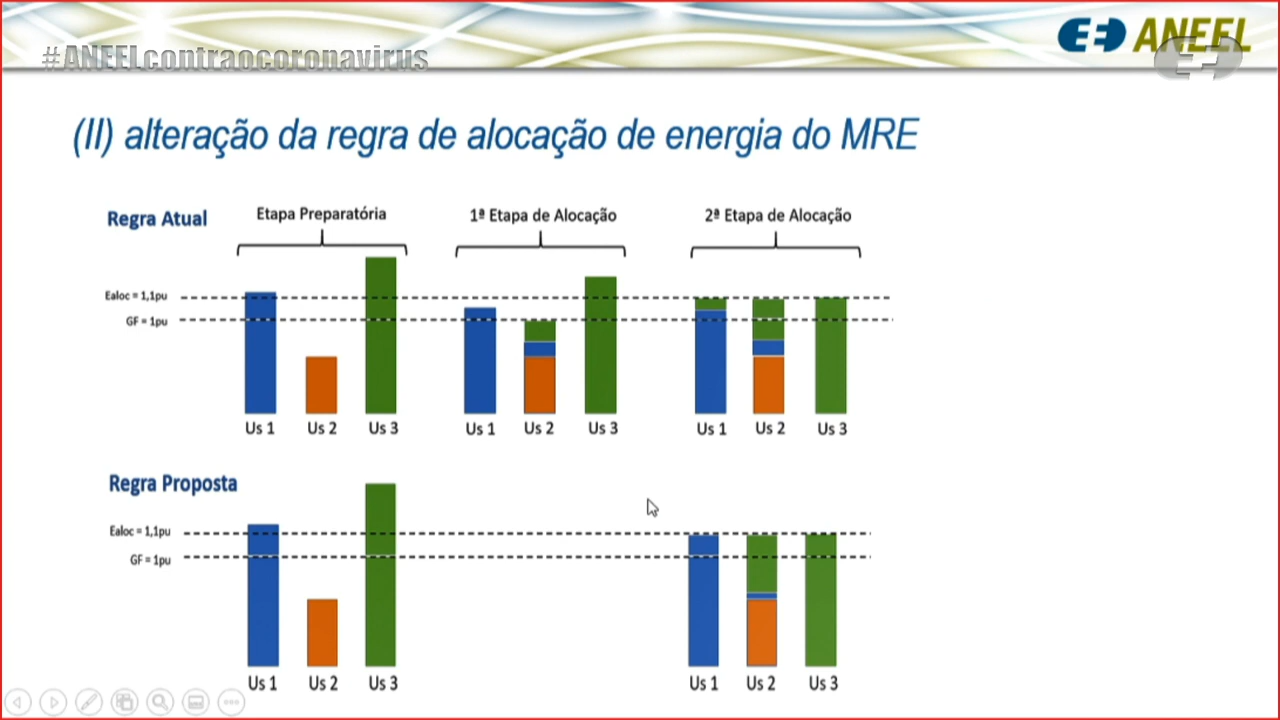 #ANEELcontraocoronavirus
ANEEL
(II) alteração da regra de alocação de energia do MRE
Regra Atual
Etapa Preparatória
1ª Etapa de Alocação
2ª Etapa de Alocação
Ealoc = 1,1pu
GF = 1pu
Us 1
Us 2
Us 3
Us 1
Us 2
Us 3
Us 1
Us 2
Us 3
Regra Proposta
Ealoc = 1,1pu
GF = 1pu
Us 1
Us 2
Us 3
Us 1
Us 2
Us 3